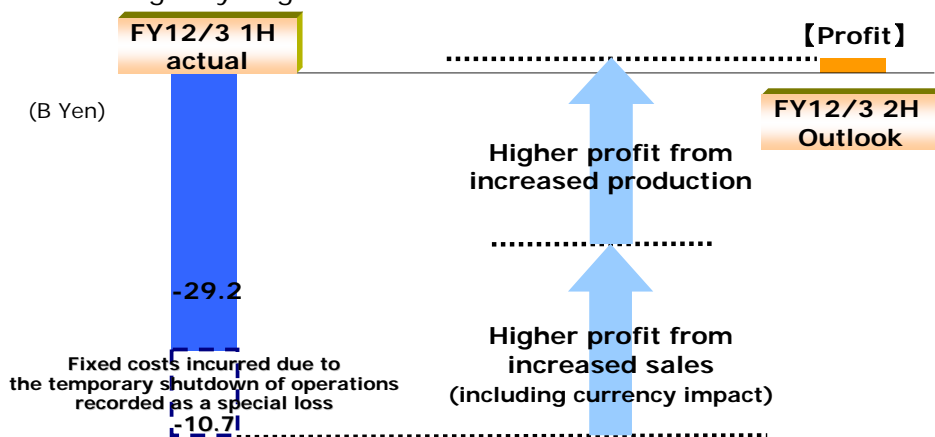 FY12/3 1H
actual
【Profit】
(B Yen)
FY12/3 2H
Outlook
Higher profit from
increased production
-29.2
Higher profit from
increased sales
(including currency impact)
Fixed costs incurred due to
the temporary shutdown of operations
recorded as a special loss
-10.7